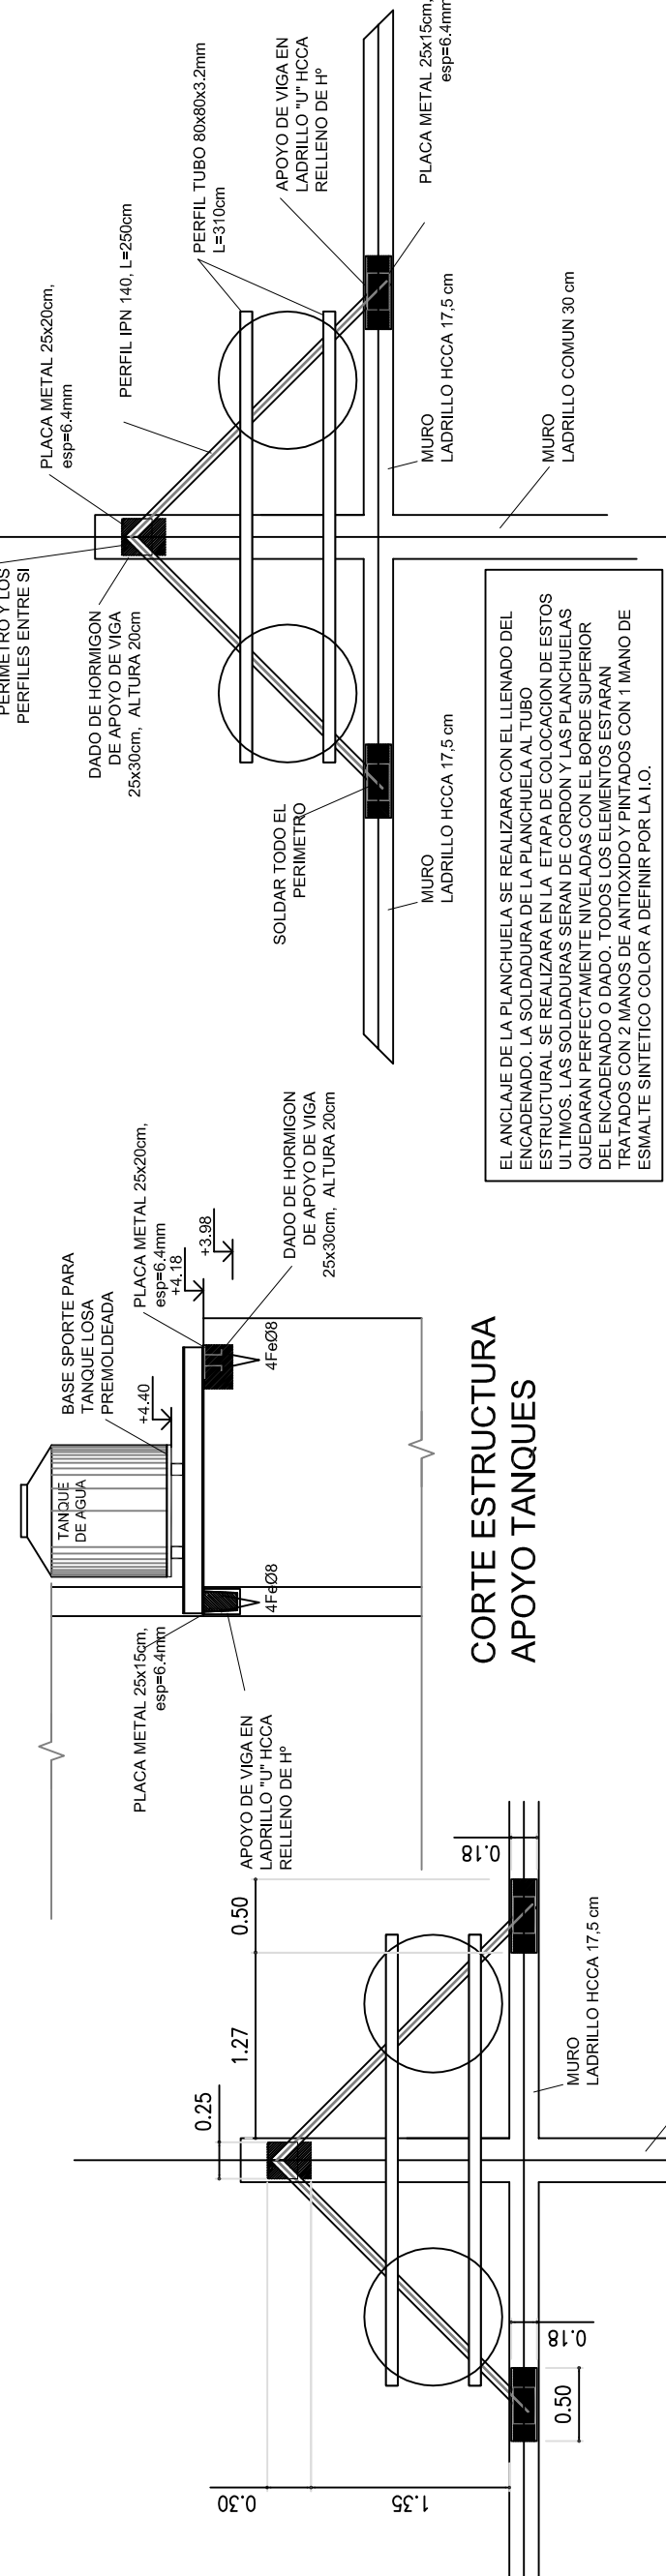 PERIMETRO Y LOS
PERFILES ENTRE SI
PLACA METAL 25x20cm,
esp=6.4mm
PERFIL IPN 140, L=250cm
PERFIL TUBO 80x80x3.2mm
L=310cm
APOYO DE VIGA EN
LADRILLO "U" HCCA
RELLENO DE Hº
PLACA METAL 25x15cm,
esp=6.4mm
DADO DE HORMIGON
DE APOYO DE VIGA
25x30cm, ALTURA 20cm
SOLDAR TODO EL
PERIMETRO
MURO
LADRILLO HCCA 17,5 cm
MURO
LADRILLO HCCA 17,5 cm
MURO
LADRILLO COMUN 30 cm
EL ANCLAJE DE LA PLANCHUELA SE REALIZARA CON EL LLENADO DEL
ENCADENADO. LA SOLDADURA DE LA PLANCHUELA AL TUBO
ESTRUCTURAL SE REALIZARA EN LA ETAPA DE COLOCACION DE ESTOS
ULTIMOS. LAS SOLDADURAS SERAN DE CORDON Y LAS PLANCHUELAS
QUEDARAN PERFECTAMENTE NIVELADAS CON EL BORDE SUPERIOR
DEL ENCADENADO O DADO. TODOS LOS ELEMENTOS ESTARAN
TRATADOS CON 2 MANOS DE ANTIOXIDO Y PINTADOS CON 1 MANO DE
ESMALTE SINTETICO COLOR A DEFINIR POR LA I.O.
BASE SPORTE PARA
TANQUE LOSA
PREMOLDEADA
TANQUE
DE AGUA
+4.40
PLACA METAL 25x20cm,
esp=6.4mm
+4.18
+3.98
DADO DE HORMIGON
DE APOYO DE VIGA
25x30cm, ALTURA 20cm
4FeØ8
4FeØ8
PLACA METAL 25x15cm,
esp=6.4mm
APOYO DE VIGA EN
LADRILLO "U" HCCA
RELLENO DE Hº
CORTE ESTRUCTURA
APOYO TANQUES
0.25
1.27
0.50
0.18
0.30
1.35
0.18
0.50
MURO
LADRILLO HCCA 17,5 cm